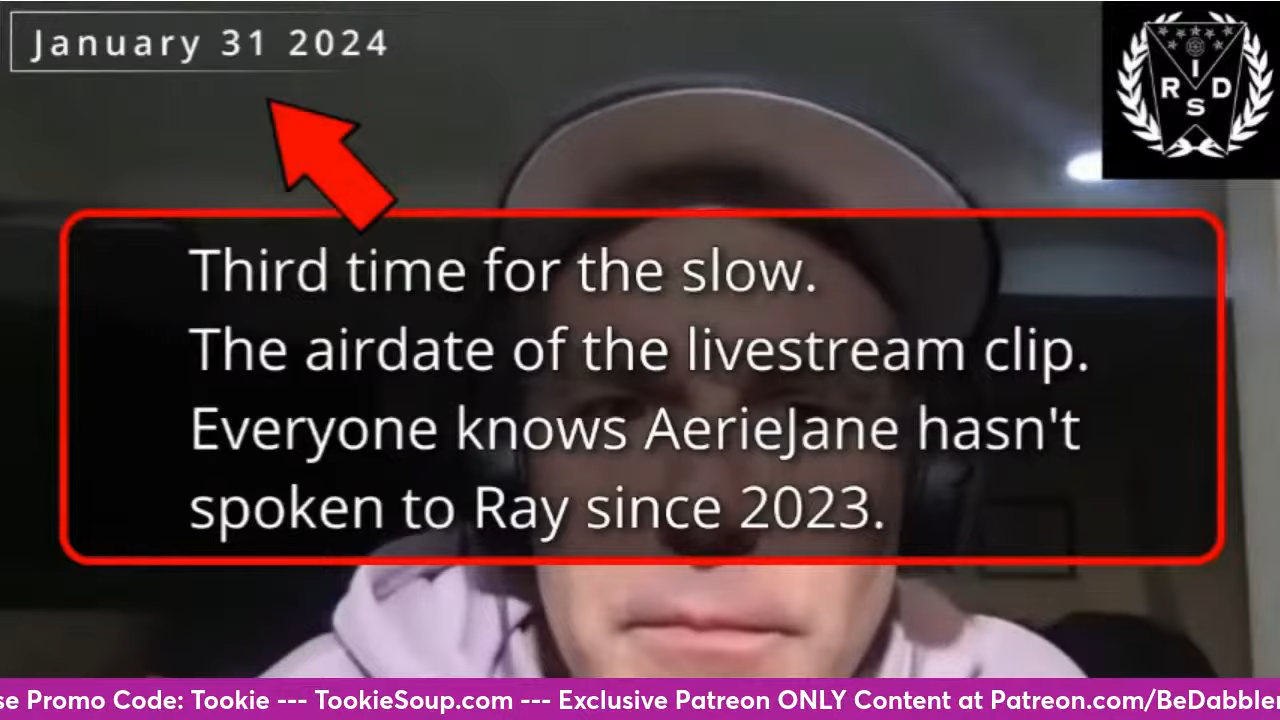 January 31 2024
I
R D
S
Third time for the slow.
The airdate of the livestream clip.
Everyone knows AerieJane hasn't
spoken to Ray since 2023.
se Promo Code: Tookie --- TookieSoup.com --- Exclusive Patreon ONLY Content at Patreon.com/BeDabble